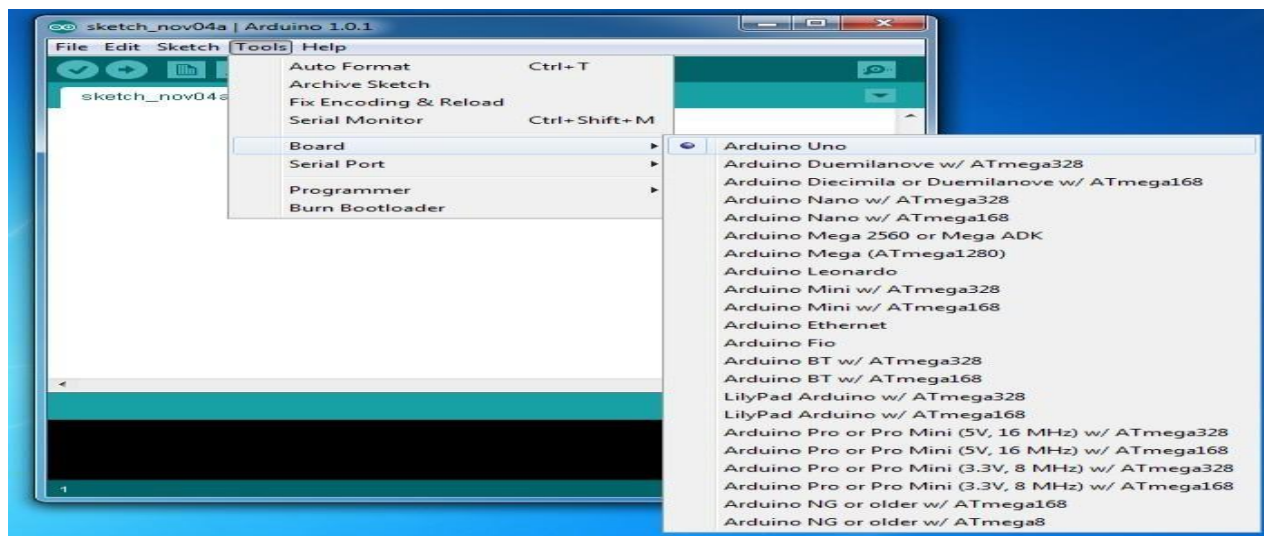 sketch_nov04a | Arduino 1.0.1
File Edit Sketch Tools Help
sketch_nov04a
Auto Format Ctrl+T
Archive Sketch
Fix Encoding & Reload
Serial Monitor Ctrl+Shift+M
Board
Serial Port
Programmer
Burn Bootloader
Arduino Uno
Arduino Duemilanove w/ ATmega328
Arduino Diecimila or Duemilanove w/ ATmega168
Arduino Nano w/ ATmega328
Arduino Nano w/ ATmega168
Arduino Mega 2560 or Mega ADK
Arduino Mega (ATmega1280)
Arduino Leonardo
Arduino Mini w/ ATmega328
Arduino Mini w/ ATmega168
Arduino Ethernet
Arduino Fio
Arduino BT w/ ATmega328
Arduino BT w/ ATmega168
LilyPad Arduino w/ ATmega328
LilyPad Arduino w/ ATmega168
Arduino Pro or Pro Mini (5V, 16 MHz) w/ ATmega328
Arduino Pro or Pro Mini (5V, 16 MHz) w/ ATmega168
Arduino Pro or Pro Mini (3.3V, 8 MHz) w/ ATmega328
Arduino Pro or Pro Mini (3.3V, 8 MHz) w/ ATmega168
Arduino NG or older w/ ATmega168
Arduino NG or older w/ ATmega8
1